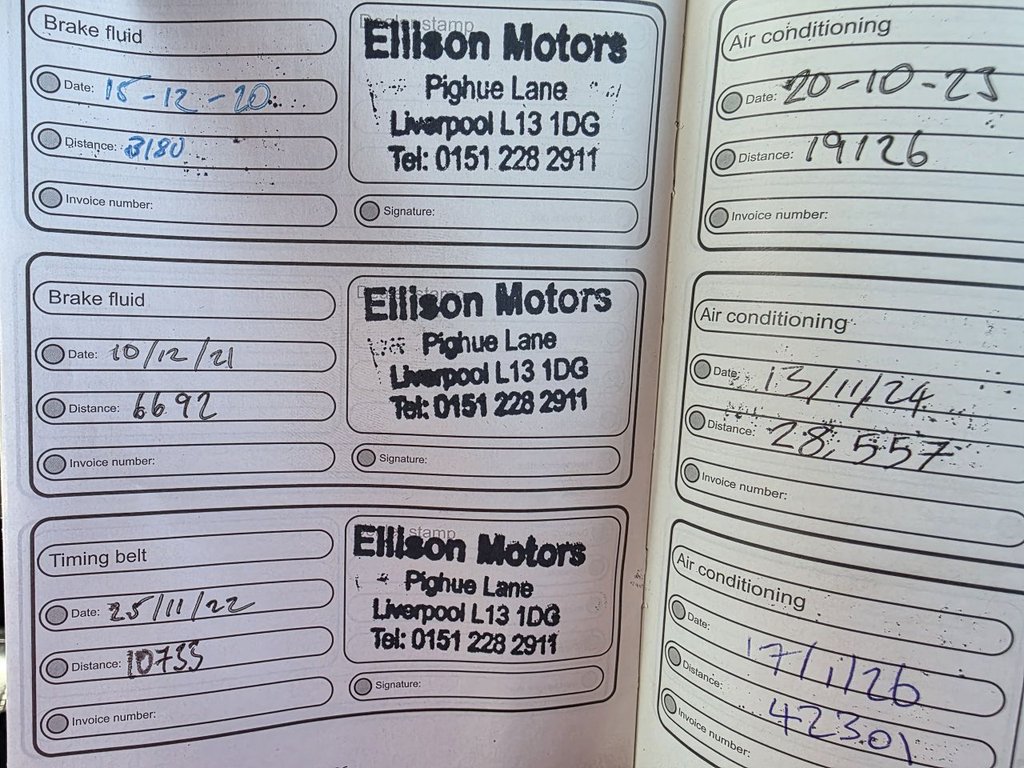 Brake fluid
Date: 15-12-20
Distance: 3180
Invoice number:
Dealer stamp
Ellison Motors
Pighue Lane
Liverpool L13 1DG
Tel: 0151 228 2911
Signature:
Brake fluid
Date: 10/12/21
Distance: 6692
Invoice number:
Dealer stamp
Ellison Motors
Pighue Lane
Liverpool L13 1DG
Tel: 0151 228 2911
Signature:
Timing belt
Date: 25/11/22
Distance: 10735
Invoice number:
stamp
Ellison Motors
Pighue Lane
Liverpool L13 1DG
Tel: 0151 228 2911
Signature:
Air conditioning
Date: 20-10-23
Distance: 19126
Invoice number:
Air conditioning
Date: 13/11/24
Distance: 28,557
Invoice number:
Air conditioning
Date: 17/1/26
Distance: 42301
Invoice number: